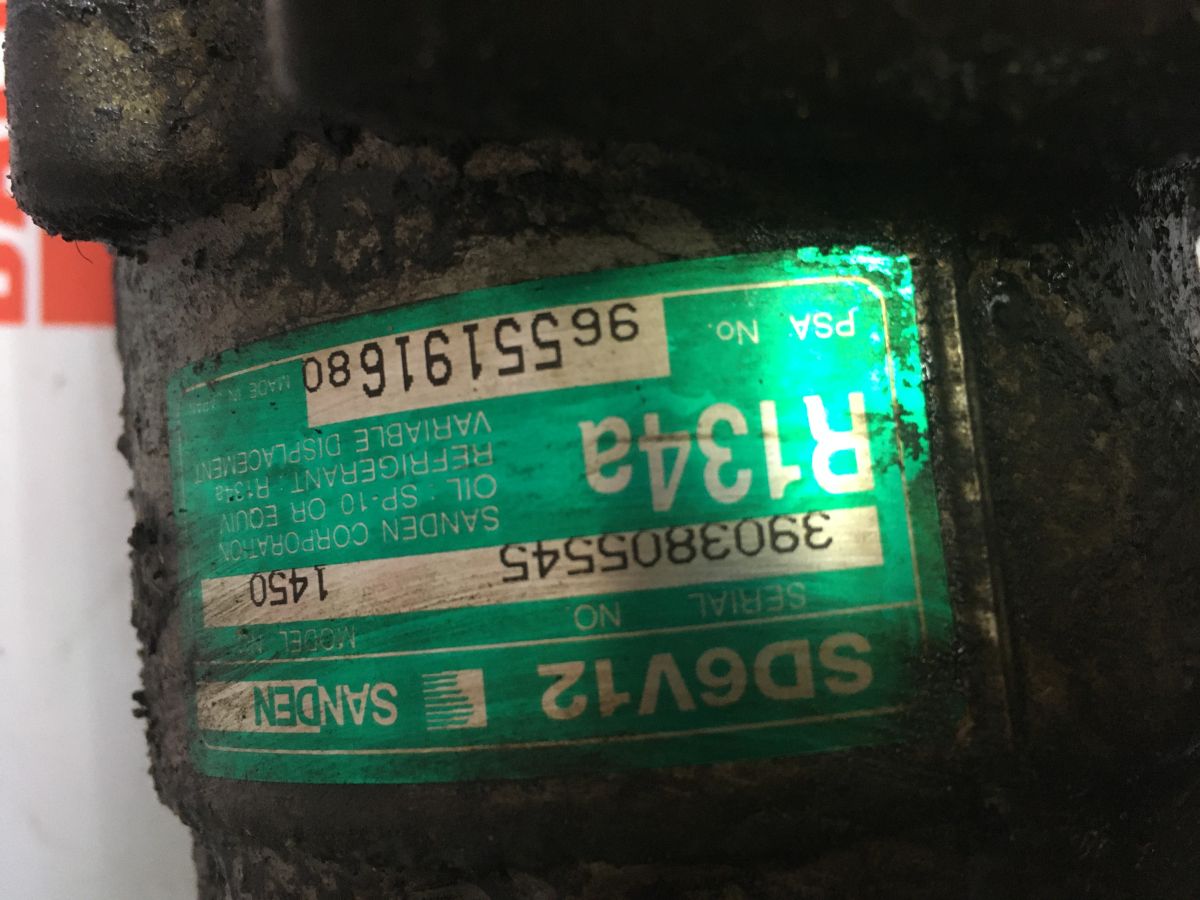 SD6V12 SANDEN
SERIAL NO. MODEL
3903805545 1450
R134a
SANDEN CORPORATION
OIL : SP-10 OR EQUIV
REFRIGERANT : R134a
VARIABLE DISPLACEMENT
PSA No. 9655191680 MADE IN JAPAN